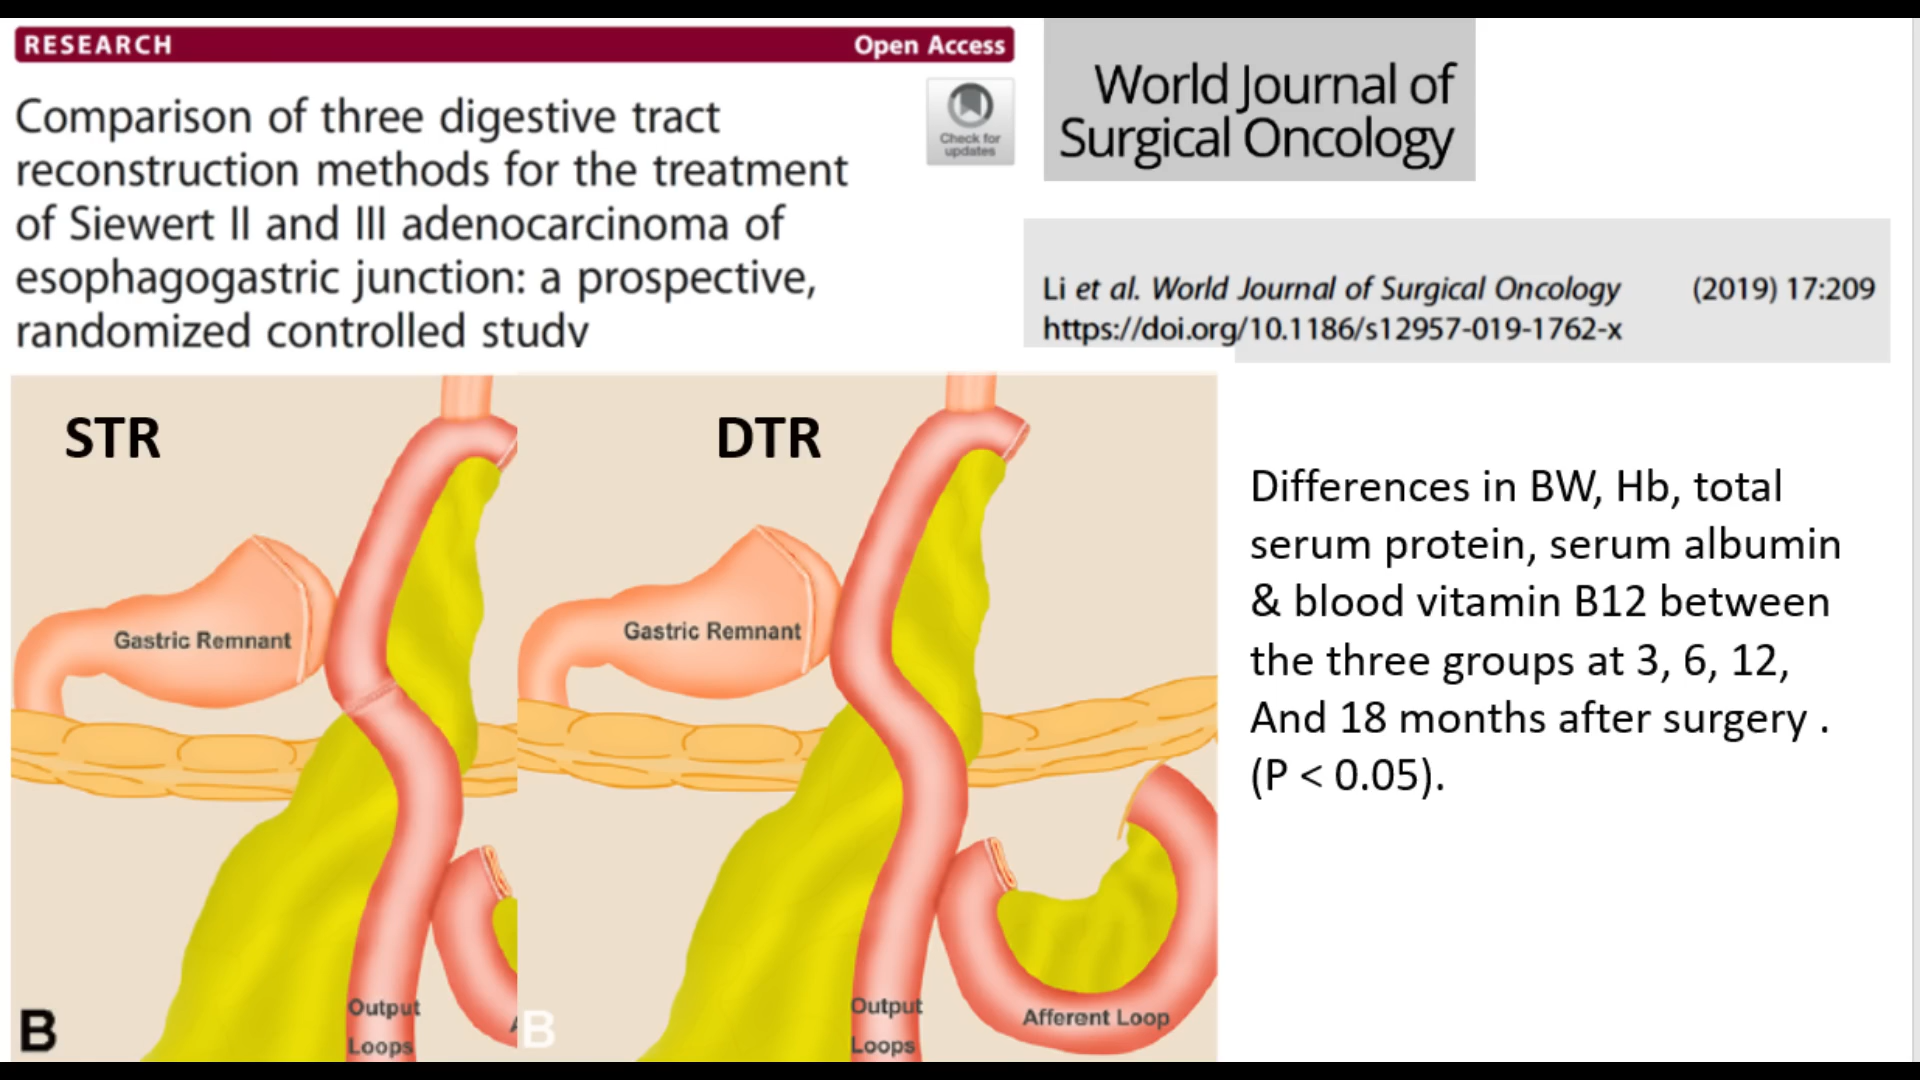 RESEARCH
Open Access
Comparison of three digestive tract
reconstruction methods for the treatment
of Siewert II and III adenocarcinoma of
esophagogastric junction: a prospective,
randomized controlled study
Check for
updates
World Journal of
Surgical Oncology
Li et al. World Journal of Surgical Oncology (2019) 17:209
https://doi.org/10.1186/s12957-019-1762-x
STR
Gastric Remnant
Output
Loops
A
B
DTR
Gastric Remnant
Output
Loops
Afferent Loop
B
Differences in BW, Hb, total
serum protein, serum albumin
& blood vitamin B12 between
the three groups at 3, 6, 12,
And 18 months after surgery .
(P < 0.05).